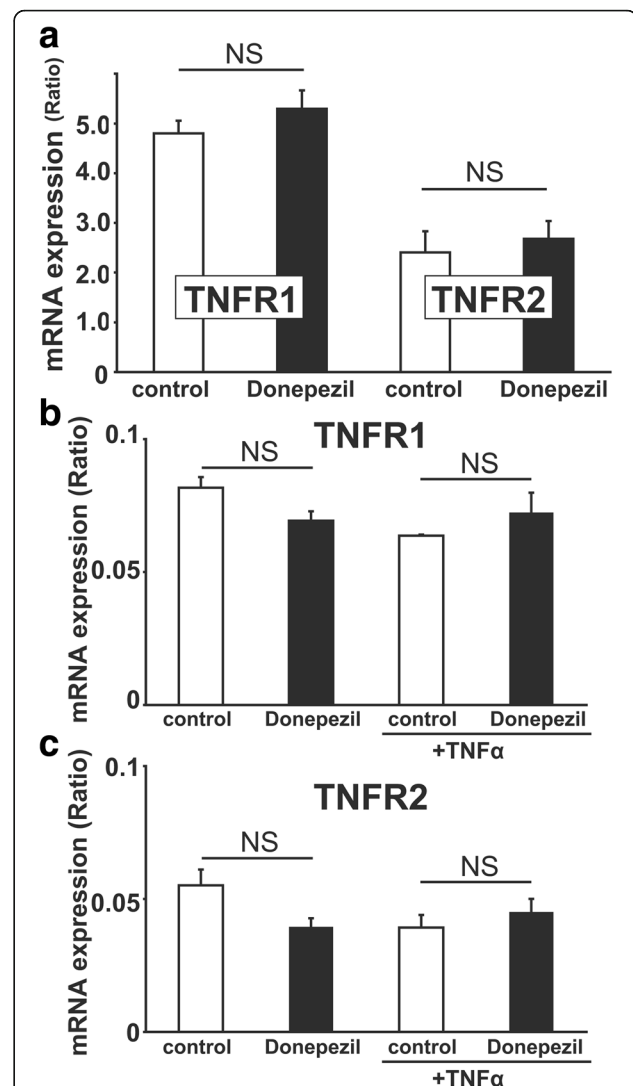 a
NS
NS
mRNA expression (Ratio)
5.0
4.0
3.0
2.0
1.0
0
TNFR1
TNFR2
control Donepezil control Donepezil
b
TNFR1
NS
NS
mRNA expression (Ratio)
0.1
0.05
0
control Donepezil control Donepezil
+TNFα
c
TNFR2
NS
NS
mRNA expression (Ratio)
0.1
0.05
0
control Donepezil control Donepezil
+TNFα